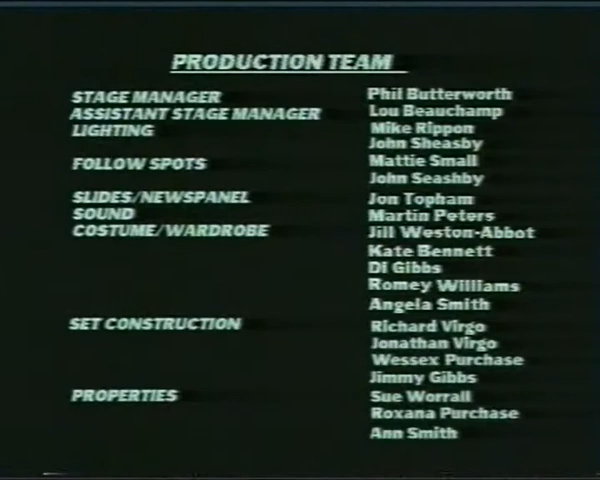 PRODUCTION TEAM
STAGE MANAGER Phil Butterworth
ASSISTANT STAGE MANAGER Lou Beauchamp
LIGHTING Mike Rippon
John Sheasby
FOLLOW SPOTS Mattie Small
John Seashby
SLIDES/NEWSPANEL Jon Topham
SOUND Martin Peters
COSTUME/WARDROBE Jill Weston-Abbot
Kate Bennett
Di Gibbs
Romey Williams
Angela Smith
SET CONSTRUCTION Richard Virgo
Jonathan Virgo
Wessex Purchase
Jimmy Gibbs
PROPERTIES Sue Worrall
Roxana Purchase
Ann Smith